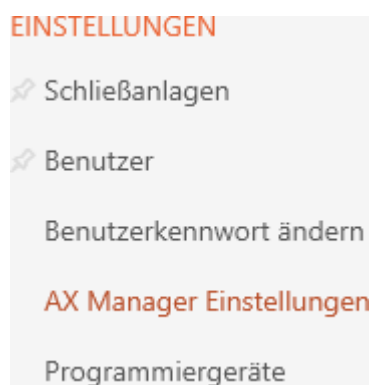 EINSTELLUNGEN
Schließanlagen
Benutzer
Benutzerkennwort ändern
AX Manager Einstellungen
Programmiergeräte